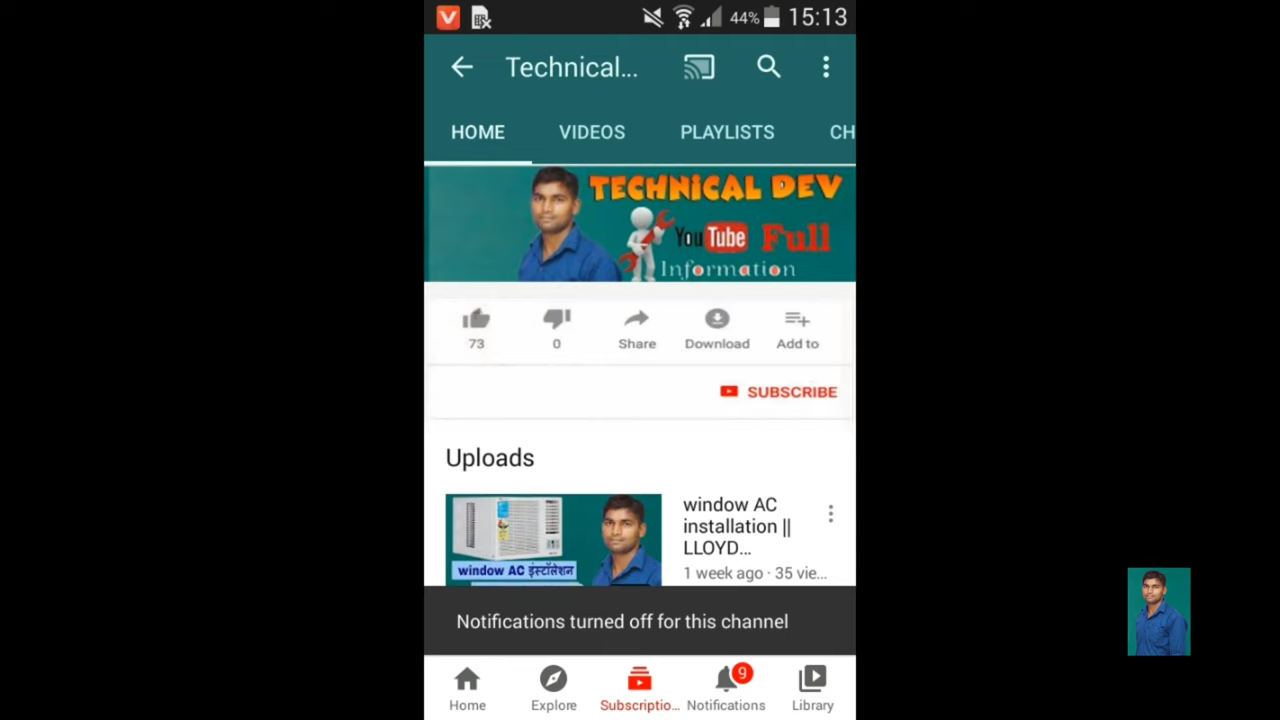 44% 15:13
Technical...
HOME VIDEOS PLAYLISTS CH
TECHNICAL DEV
YouTube Full
Information
73 0 Share Download Add to
SUBSCRIBE
Uploads
window AC
installation ||
LLOYD...
1 week ago · 35 vie...
window AC इंस्टॉलेशन
Notifications turned off for this channel
9
Home Explore Subscriptio... Notifications Library